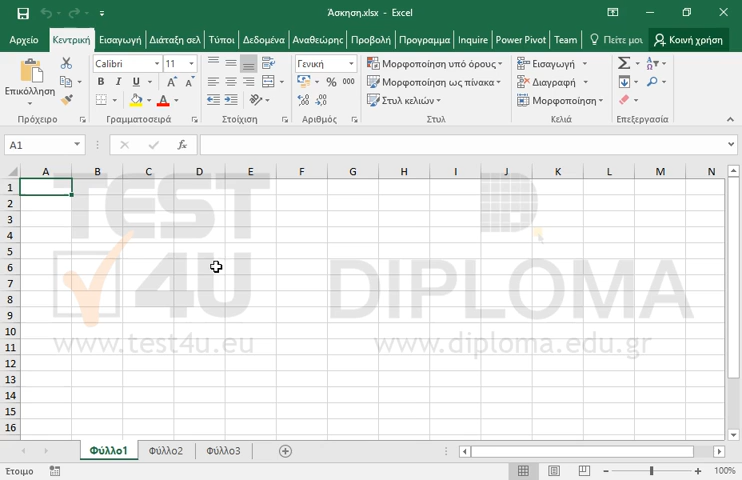 Άσκηση.xlsx - Excel
Αρχείο Κεντρική Εισαγωγή Διάταξη σελ Τύποι Δεδομένα Αναθεώρης Προβολή Προγραμμα Inquire Power Pivot Team Πείτε μοι Κοινή χρήση
Επικόλληση
Calibri 11
B I U A A
Γενική
% 000
Μορφοποίηση υπό όρους
Μορφοποίηση ως πίνακα
Στυλ κελιών
Εισαγωγή
Διαγραφή
Μορφοποίηση
Πρόχειρο Γραμματοσειρά Στοίχιση Αριθμός Στυλ Κελιά Επεξεργασία
A1 fx
A B C D E F G H I J K L M N
1
2
3
4
5
6
7
8
9
10
11
12
13
14
15
16
TEST
4U
D
DIPLOMA
www.test4u.eu www.diploma.edu.gr
Φύλλο1 Φύλλο2 Φύλλο3
Έτοιμο 100%